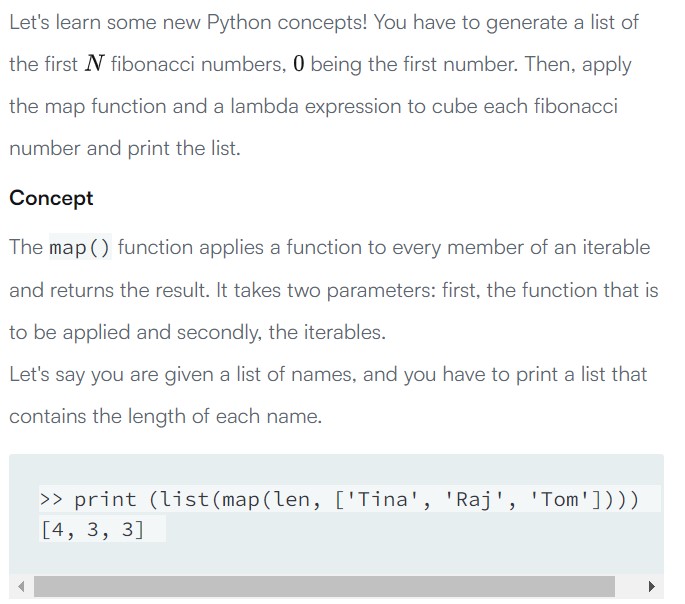 Let's learn some new Python concepts! You have to generate a list of
the first N fibonacci numbers, 0 being the first number. Then, apply
the map function and a lambda expression to cube each fibonacci
number and print the list.
Concept
The map() function applies a function to every member of an iterable
and returns the result. It takes two parameters: first, the function that is
to be applied and secondly, the iterables.
Let's say you are given a list of names, and you have to print a list that
contains the length of each name.
>> print (list(map(len, ['Tina', 'Raj', 'Tom'])))
[4, 3, 3]